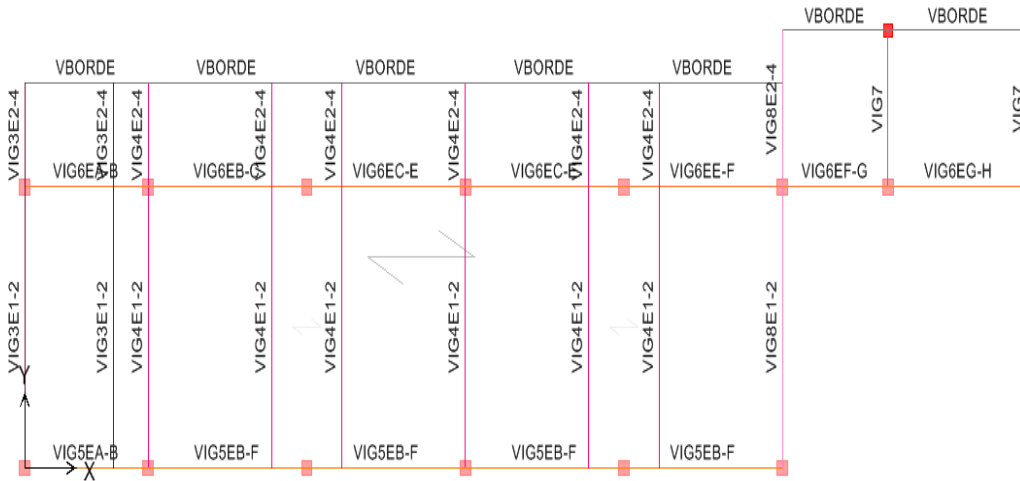 VBORDE VBORDE
VBORDE VBORDE VBORDE VBORDE VBORDE
VIG3E2-4 VIG3E2-4 VIG4E2-4 VIG4E2-4 VIG4E2-4 VIG4E2-4 VIG4E2-4 VIG4E2-4 VIG8E2-4 VIG7 VIG7
VIG6EA-B VIG6EB-C VIG6EC-E VIG6EC-E VIG6EE-F VIG6EF-G VIG6EG-H
VIG3E1-2 VIG3E1-2 VIG4E1-2 VIG4E1-2 VIG4E1-2 VIG4E1-2 VIG4E1-2 VIG4E1-2 VIG8E1-2
Y
VIG5EA-B VIG5EB-F VIG5EB-F VIG5EB-F VIG5EB-F
X